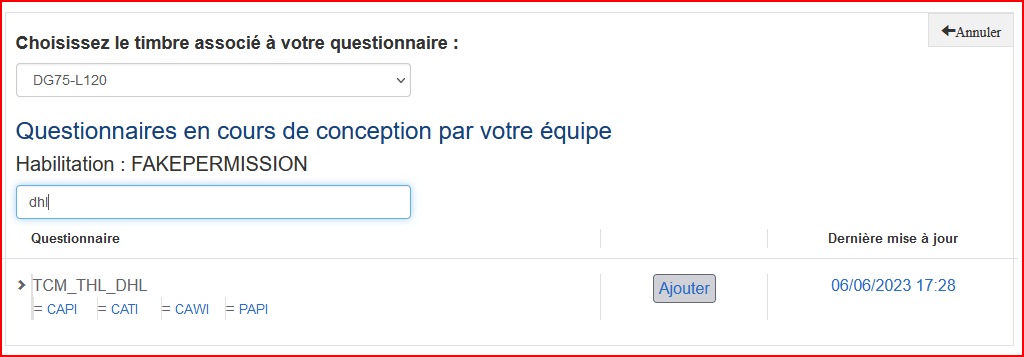 Choisissez le timbre associé à votre questionnaire :
Annuler
DG75-L120
Questionnaires en cours de conception par votre équipe
Habilitation : FAKEPERMISSION
dhl
Questionnaire Dernière mise à jour
TCM_THL_DHL Ajouter 06/06/2023 17:28
= CAPI = CATI = CAWI = PAPI